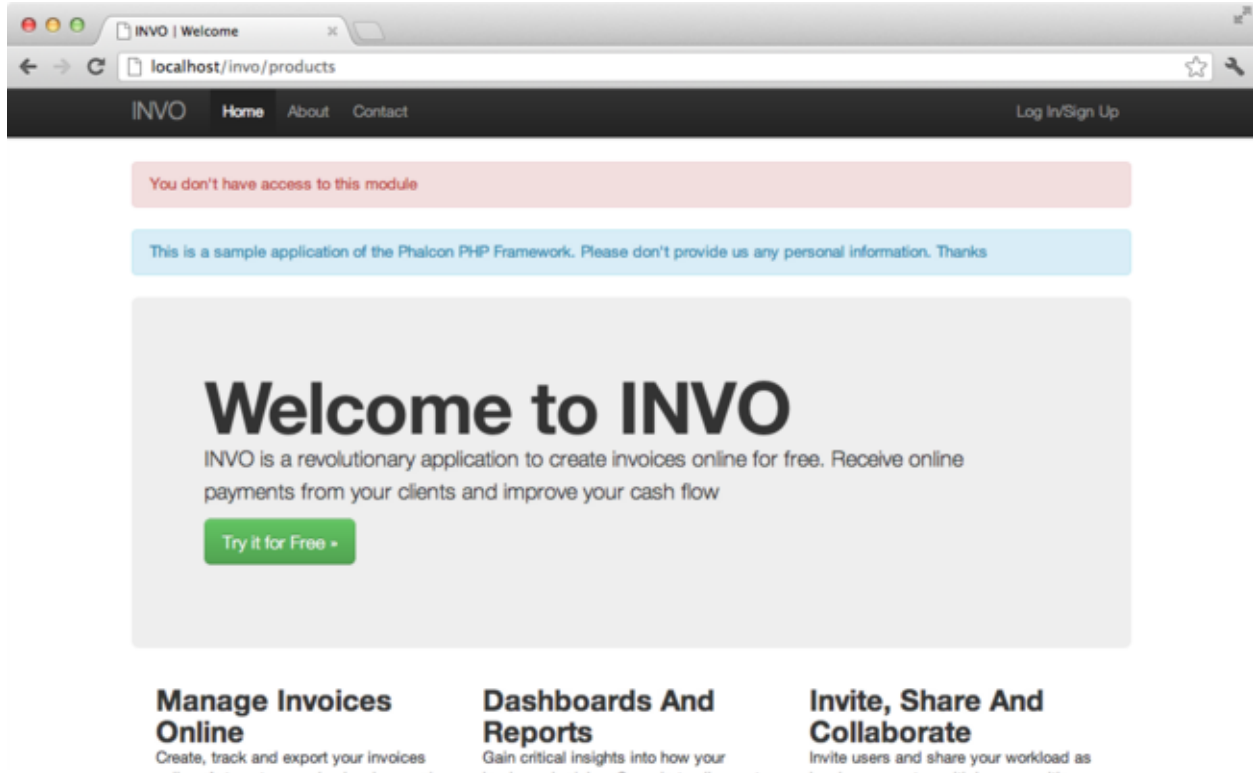 INVO | Welcome
localhost/invo/products
INVO Home About Contact Log In/Sign Up
You don't have access to this module
This is a sample application of the Phalcon PHP Framework. Please don't provide us any personal information. Thanks
Welcome to INVO
INVO is a revolutionary application to create invoices online for free. Receive online
payments from your clients and improve your cash flow
Try it for Free »
Manage Invoices
Online
Create, track and export your invoices
Dashboards And
Reports
Gain critical insights into how your
Invite, Share And
Collaborate
Invite users and share your workload as